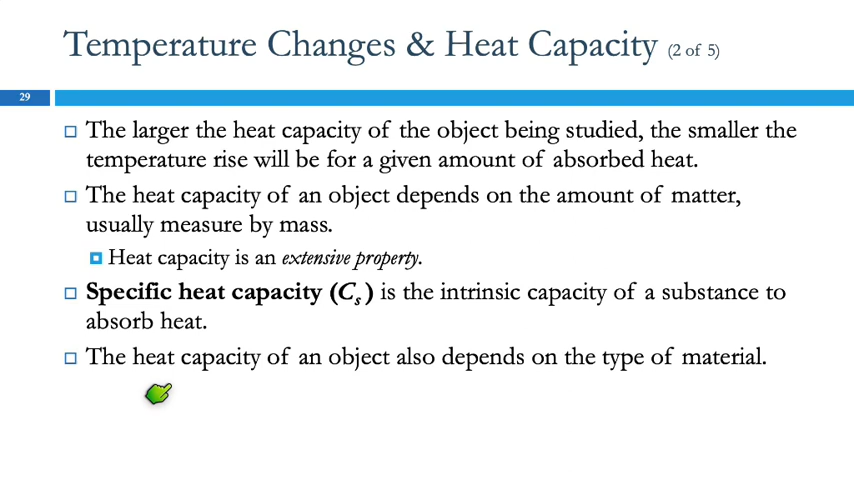 Temperature Changes & Heat Capacity (2 of 5)
29
The larger the heat capacity of the object being studied, the smaller the
temperature rise will be for a given amount of absorbed heat.
The heat capacity of an object depends on the amount of matter,
usually measure by mass.
Heat capacity is an extensive property.
Specific heat capacity (Cs) is the intrinsic capacity of a substance to
absorb heat.
The heat capacity of an object also depends on the type of material.